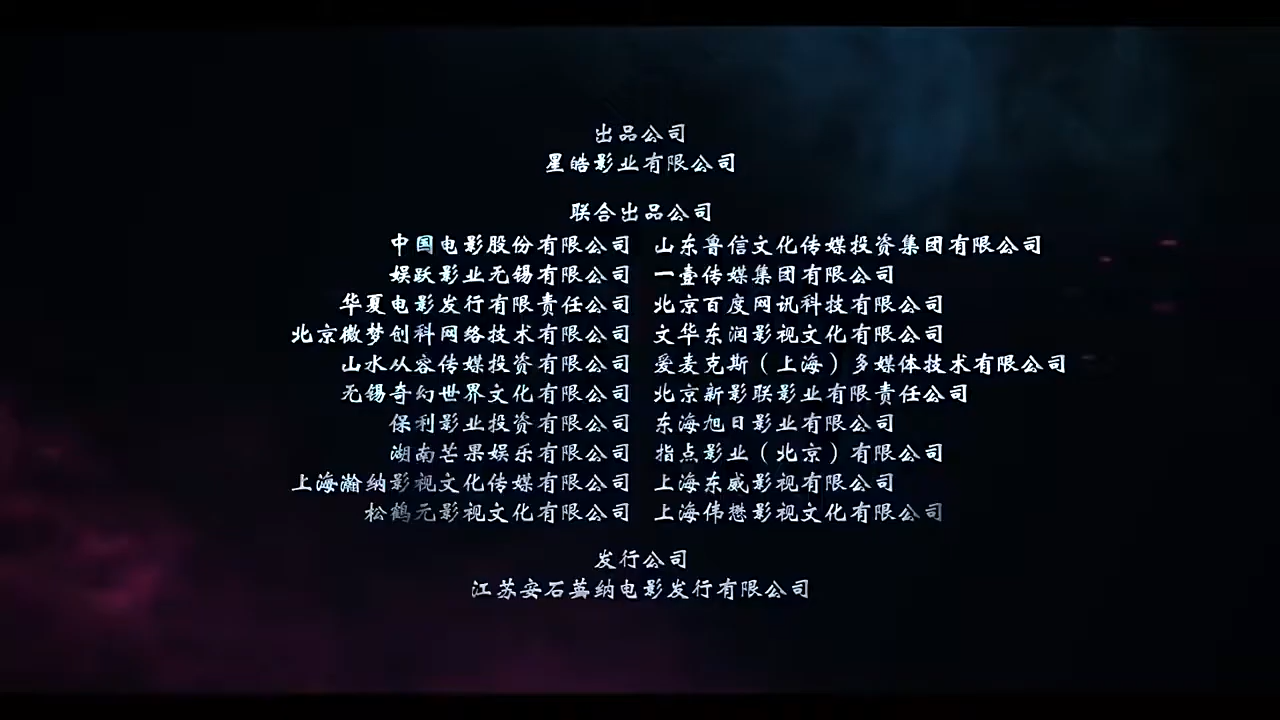 出品公司
星皓影业有限公司
联合出品公司
中国电影股份有限公司 山东鲁信文化传媒投资集团有限公司
娱跃影业无锡有限公司 一壹传媒集团有限公司
华夏电影发行有限责任公司 北京百度网讯科技有限公司
北京微梦创科网络技术有限公司 文华东润影视文化有限公司
山水从容传媒投资有限公司 爱麦克斯（上海）多媒体技术有限公司
无锡奇幻世界文化有限公司 北京新影联影业有限责任公司
保利影业投资有限公司 东海旭日影业有限公司
湖南芒果娱乐有限公司 指点影业（北京）有限公司
上海瀚纳影视文化传媒有限公司 上海东威影视有限公司
松鹤元影视文化有限公司 上海伟懋影视文化有限公司
发行公司
江苏安石英纳电影发行有限公司